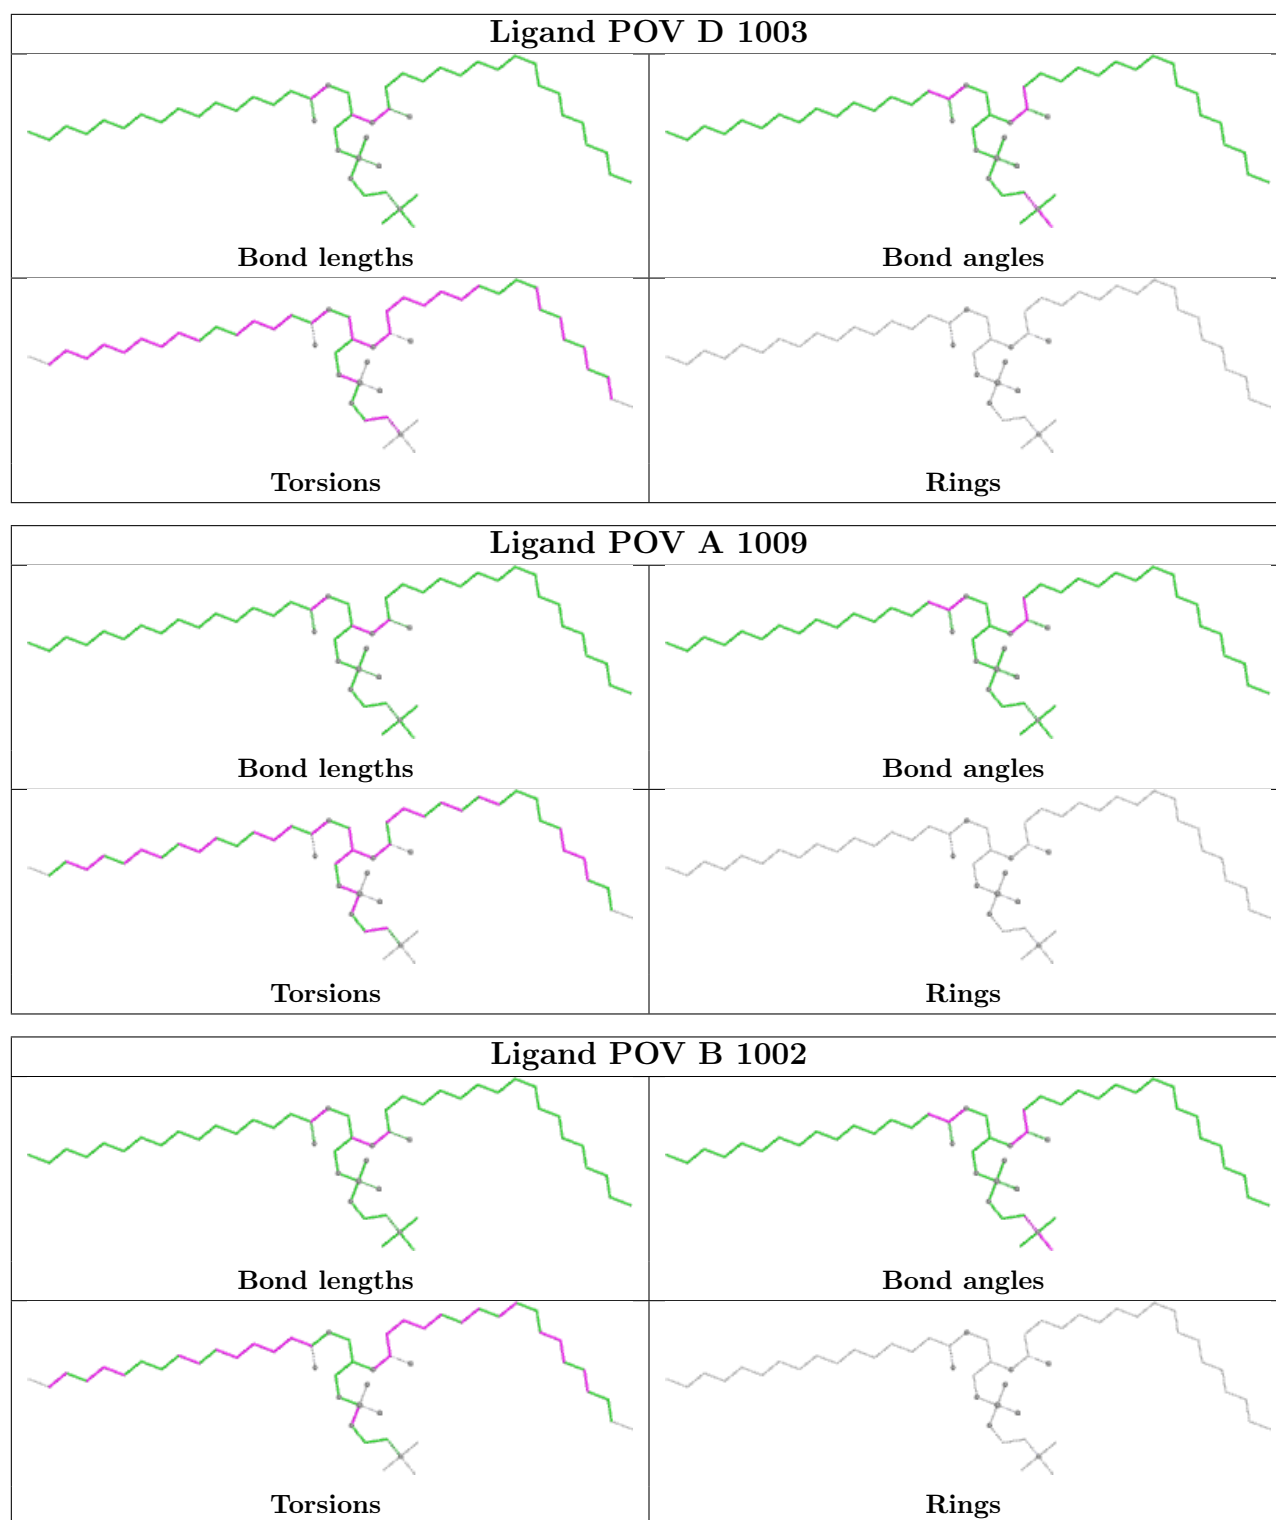 Ligand POV D 1003
Bond lengths
Bond angles
Torsions
Rings
Ligand POV A 1009
Bond lengths
Bond angles
Torsions
Rings
Ligand POV B 1002
Bond lengths
Bond angles
Torsions
Rings